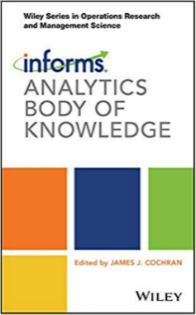 Wiley Series in Operations Research
and Management Science
informs®
ANALYTICS
BODY OF
KNOWLEDGE
Edited by JAMES J. COCHRAN
WILEY